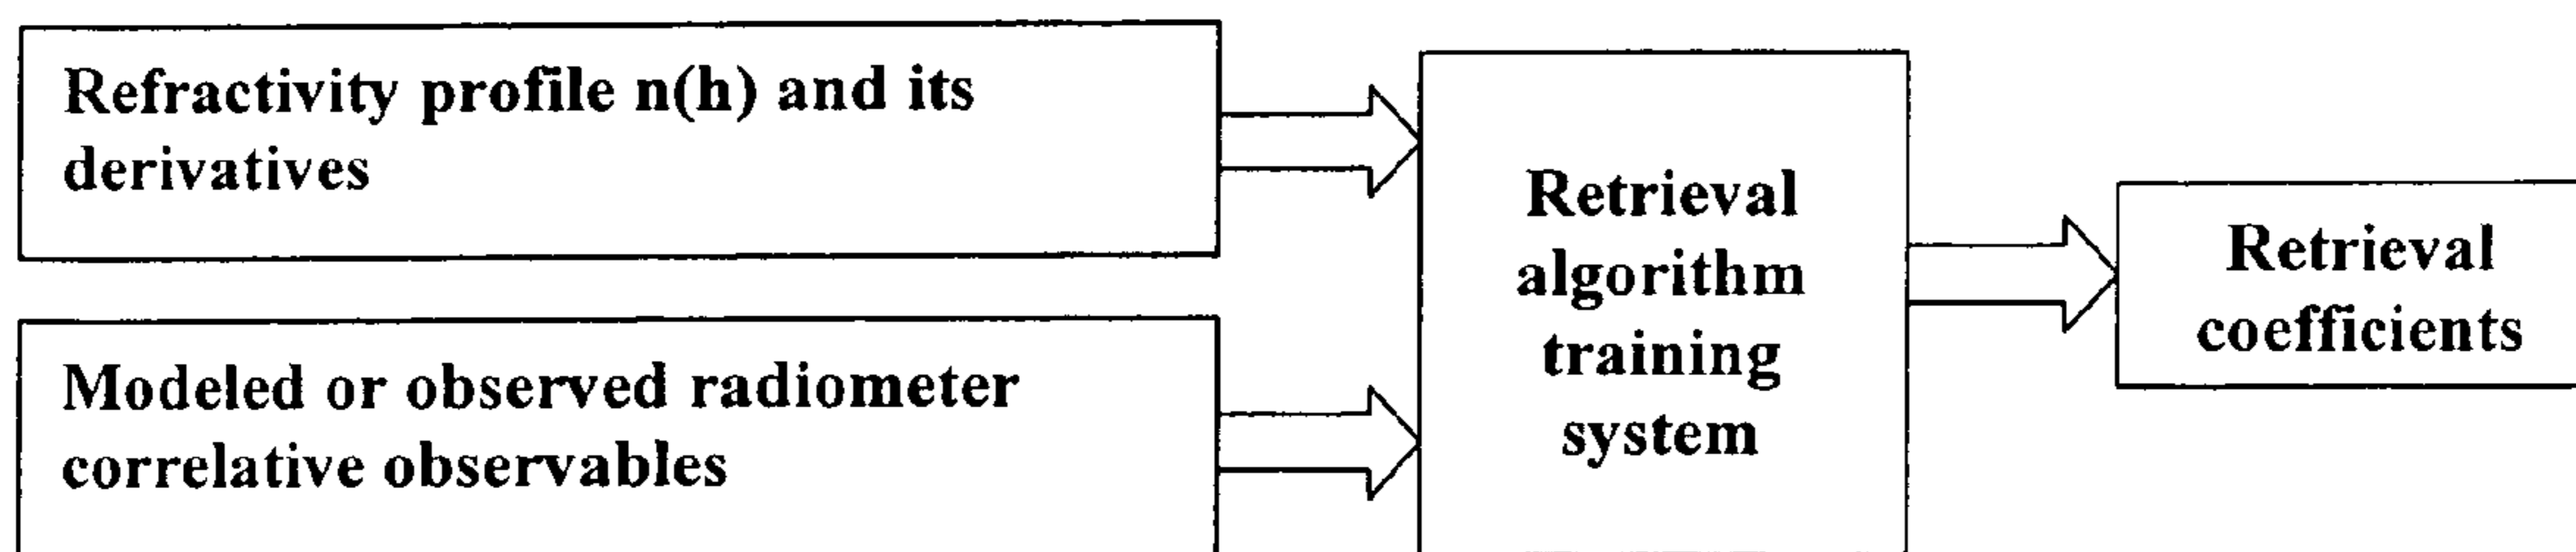 Refractivity profile n(h) and its
derivatives
Modeled or observed radiometer
correlative observables
Retrieval
algorithm
training
system
Retrieval
coefficients